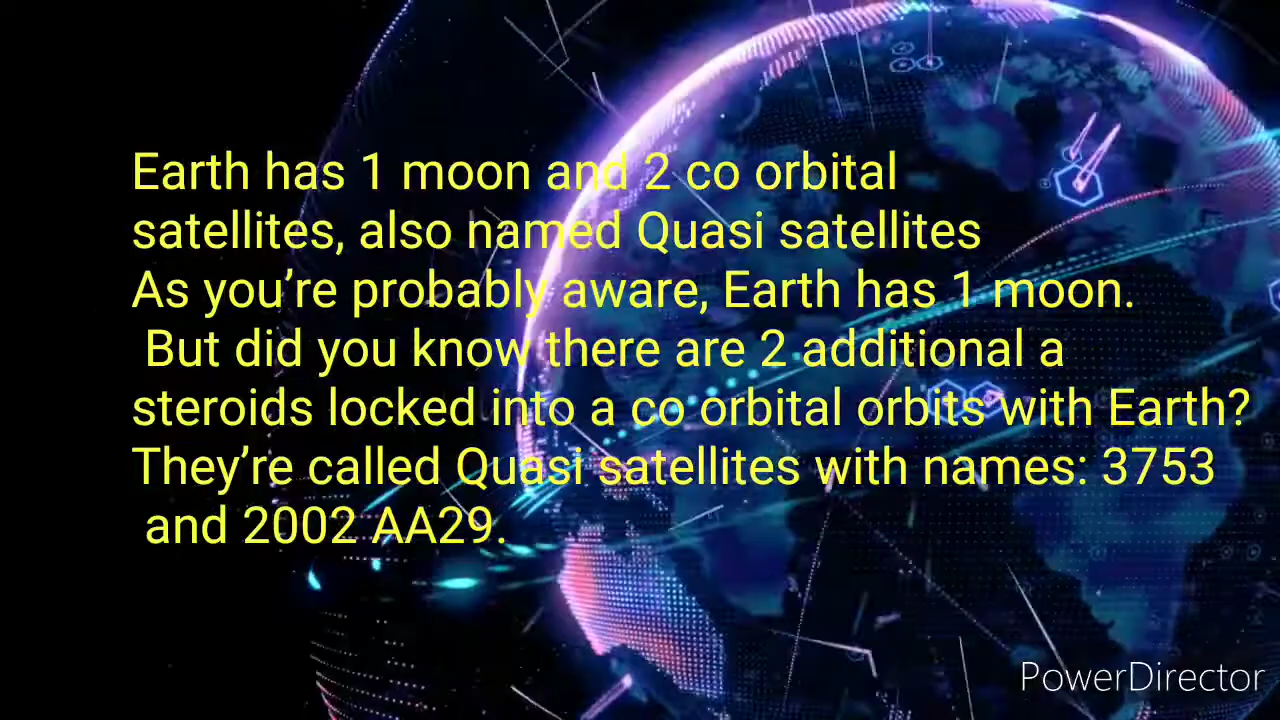 Earth has 1 moon and 2 co orbital
satellites, also named Quasi satellites
As you’re probably aware, Earth has 1 moon.
But did you know there are 2 additional a
steroids locked into a co orbital orbits with Earth?
They’re called Quasi satellites with names: 3753
and 2002 AA29.
PowerDirector